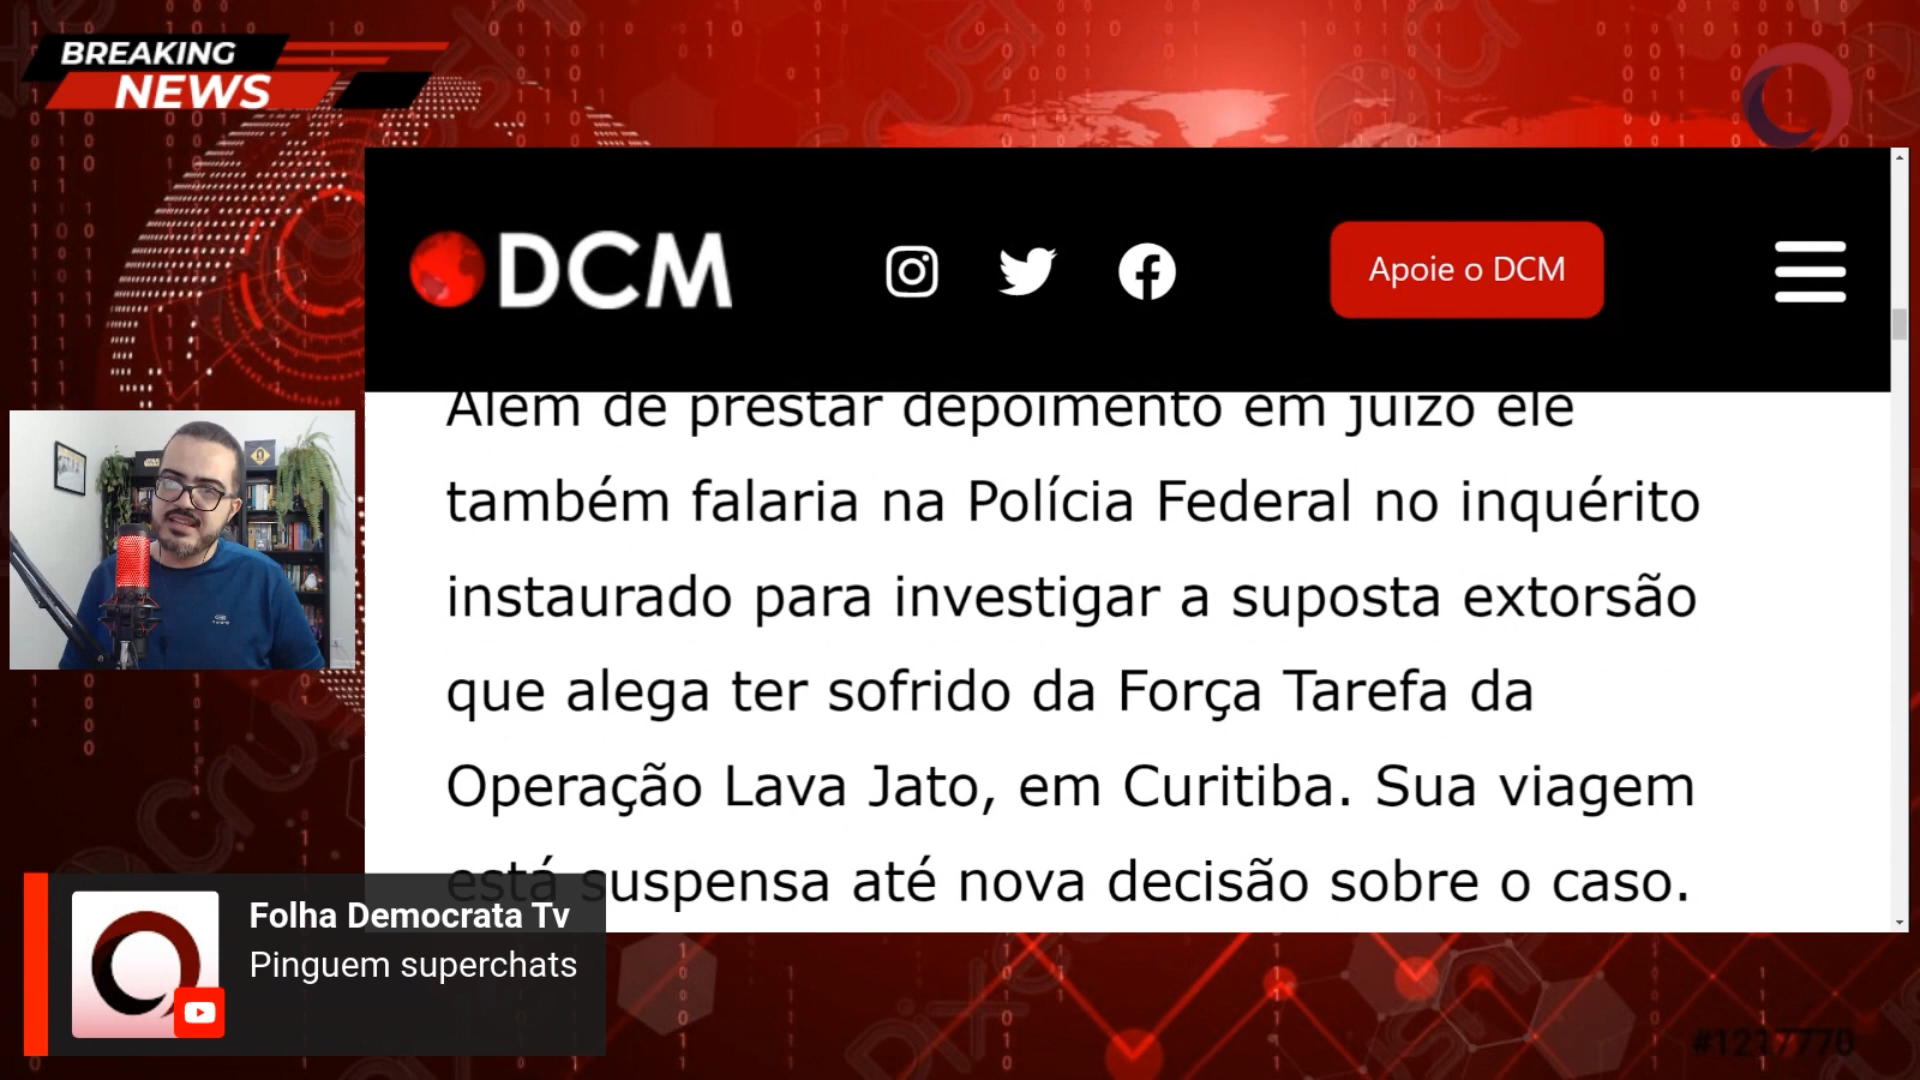 BREAKING
NEWS
DCM
Apoie o DCM
Além de prestar depoimento em juízo ele
também falaria na Polícia Federal no inquérito
instaurado para investigar a suposta extorsão
que alega ter sofrido da Força Tarefa da
Operação Lava Jato, em Curitiba. Sua viagem
está suspensa até nova decisão sobre o caso.
Folha Democrata Tv
Pinguem superchats
#1217770